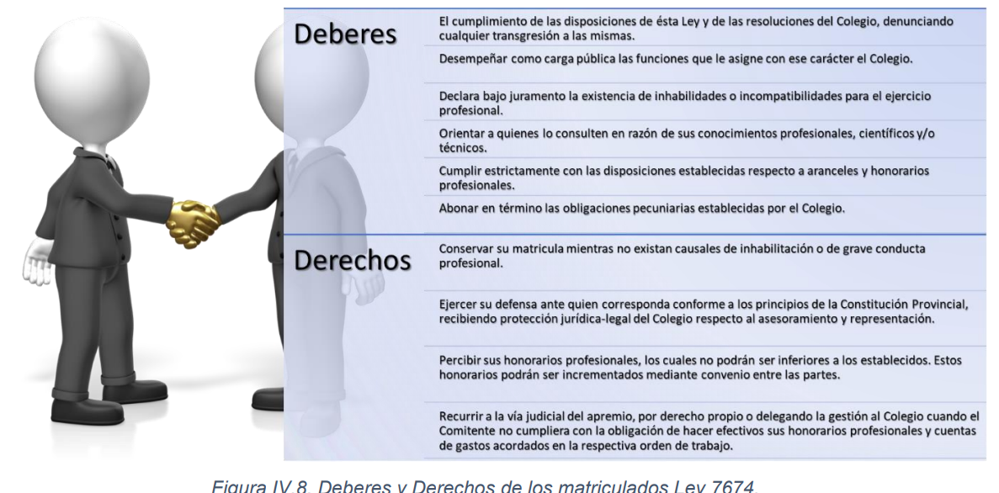 Deberes
El cumplimiento de las disposiciones de ésta Ley y de las resoluciones del Colegio, denunciando
cualquier transgresión a las mismas.
Desempeñar como carga pública las funciones que le asigne con ese carácter el Colegio.
Declara bajo juramento la existencia de inhabilidades o incompatibilidades para el ejercicio
profesional.
Orientar a quienes lo consulten en razón de sus conocimientos profesionales, científicos y/o
técnicos.
Cumplir estrictamente con las disposiciones establecidas respecto a aranceles y honorarios
profesionales.
Abonar en término las obligaciones pecuniarias establecidas por el Colegio.
Derechos
Conservar su matricula mientras no existan causales de inhabilitación o de grave conducta
profesional.
Ejercer su defensa ante quien corresponda conforme a los principios de la Constitución Provincial,
recibiendo protección jurídica-legal del Colegio respecto al asesoramiento y representación.
Percibir sus honorarios profesionales, los cuales no podrán ser inferiores a los establecidos. Estos
honorarios podrán ser incrementados mediante convenio entre las partes.
Recurrir a la vía judicial del apremio, por derecho propio o delegando la gestión al Colegio cuando el
Comitente no cumpliera con la obligación de hacer efectivos sus honorarios profesionales y cuentas
de gastos acordados en la respectiva orden de trabajo.
Figura IV.8. Deberes y Derechos de los matriculados Ley 7674.